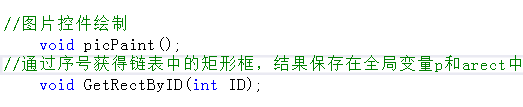 //图片控件绘制
void picPaint();
//通过序号获得链表中的矩形框，结果保存在全局变量p和arect中
void GetRectByID(int ID);